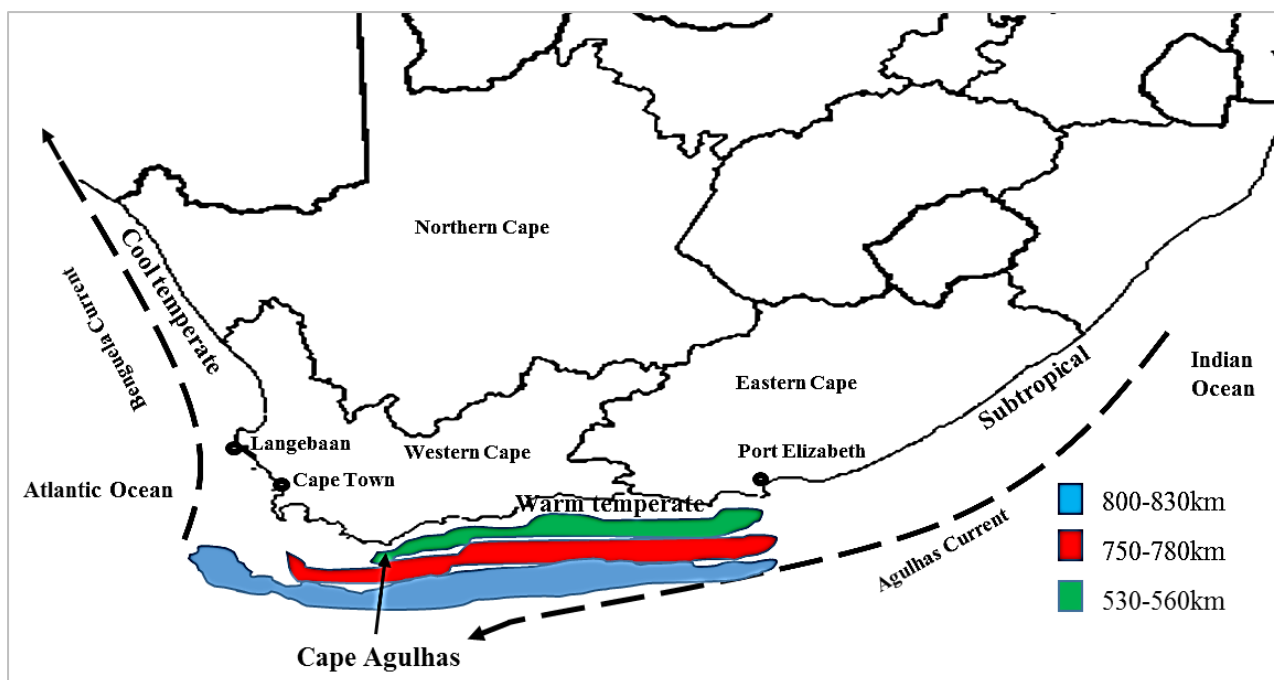 Northern Cape
Cool temperate
Benguela Current
Eastern Cape
Subtropical
Indian
Ocean
Langebaan
Western Cape
Port Elizabeth
Cape Town
Atlantic Ocean
Warm temperate
Agulhas Current
800-830km
750-780km
530-560km
Cape Agulhas